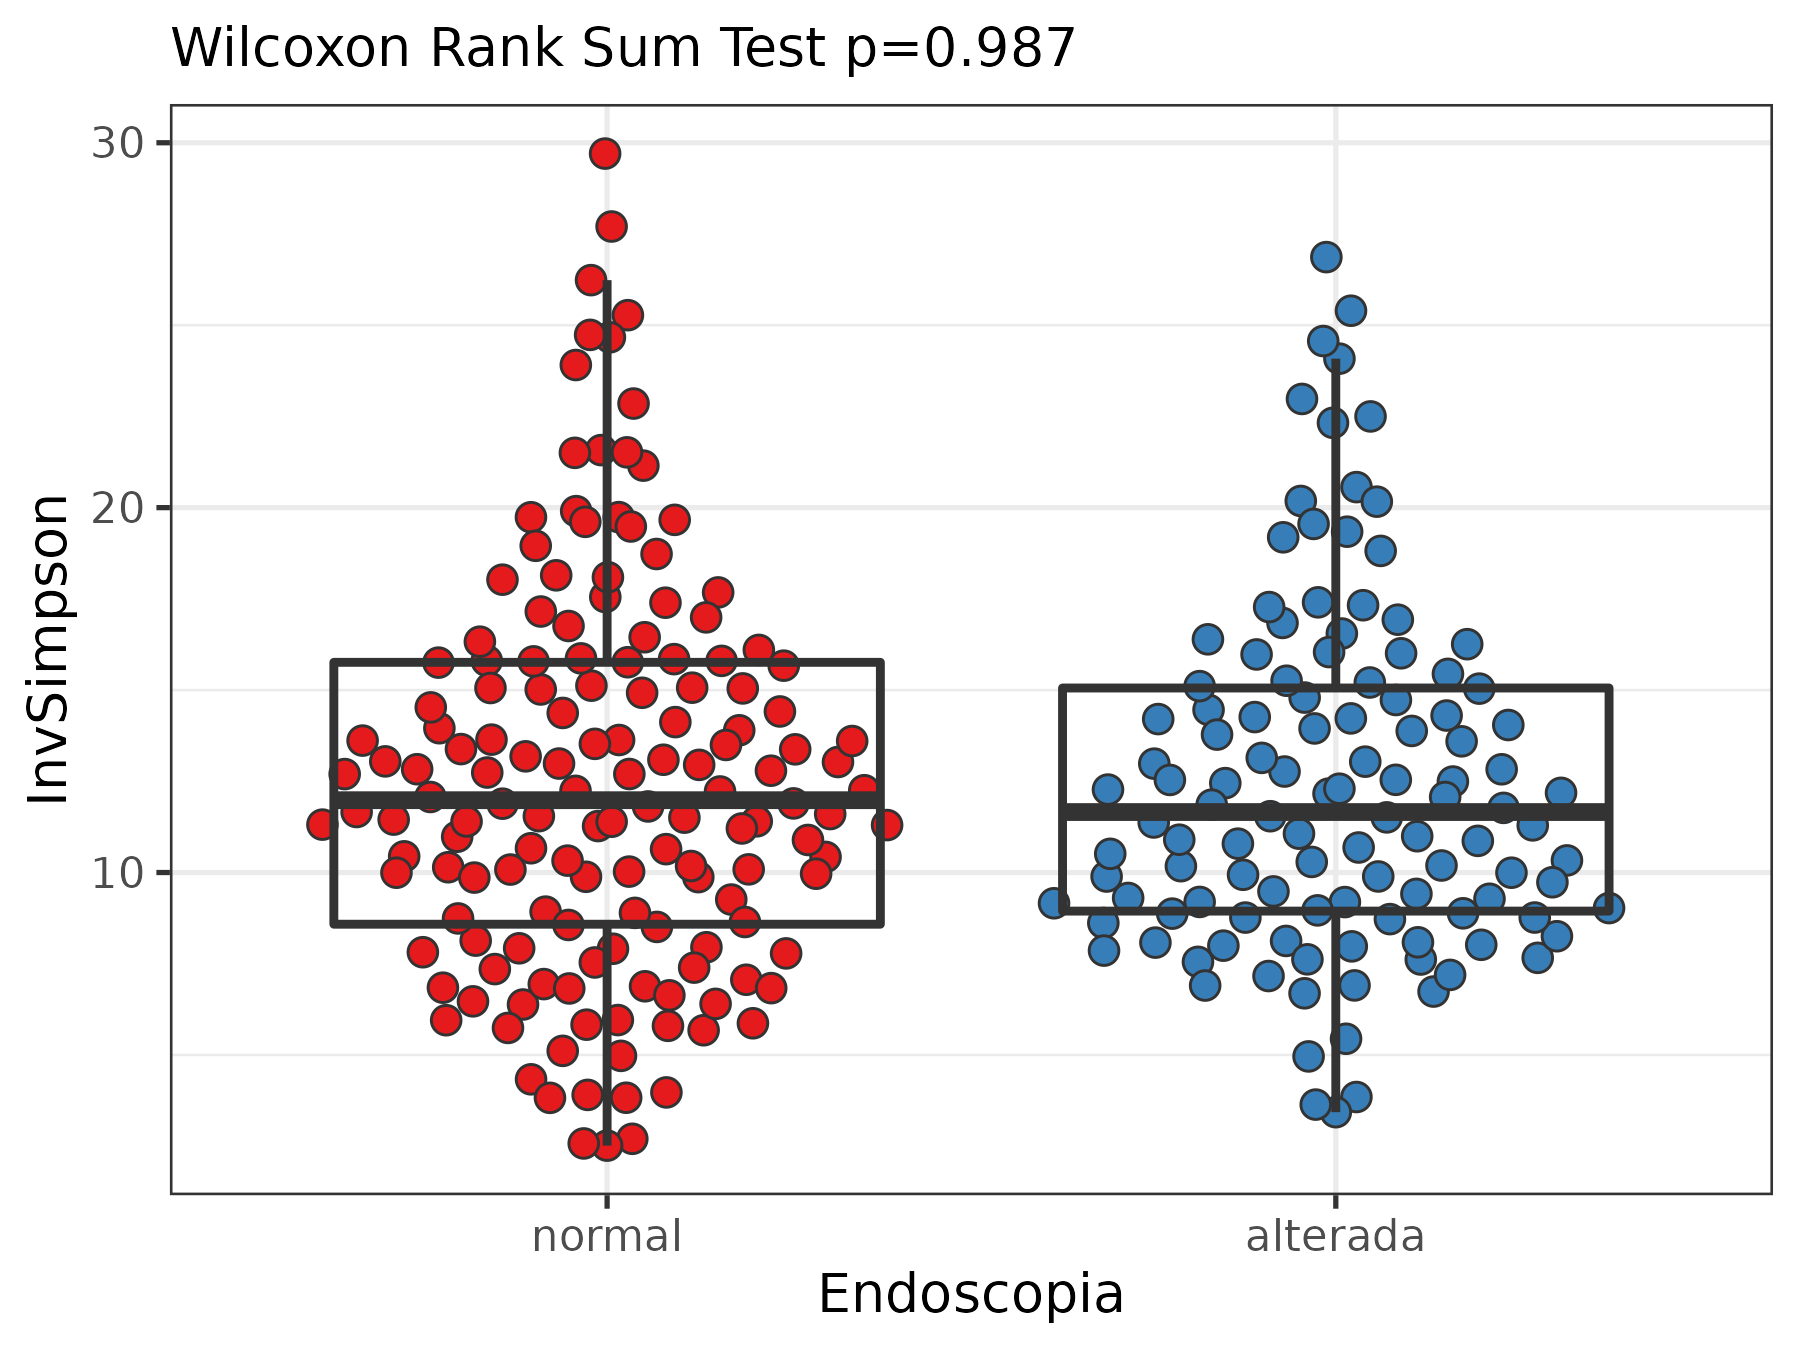 Wilcoxon Rank Sum Test p=0.987
InvSimpson
30
20
10
normal
alterada
Endoscopia